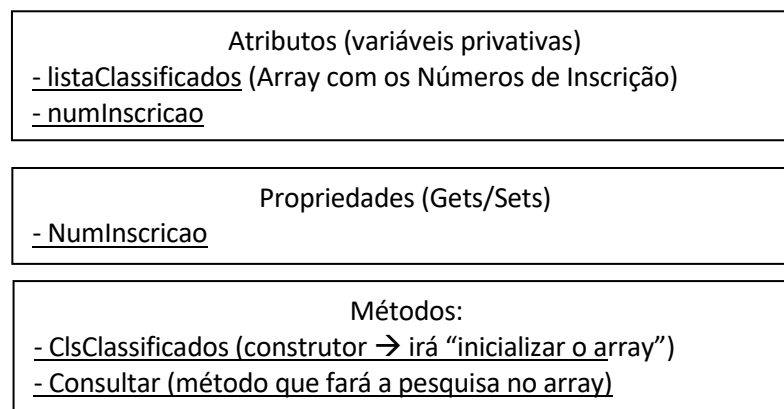 Atributos (variáveis privativas)
- listaClassificados (Array com os Números de Inscrição)
- numInscricao
Propriedades (Gets/Sets)
- NumInscricao
Métodos:
- ClsClassificados (construtor → irá “inicializar o array”)
- Consultar (método que fará a pesquisa no array)